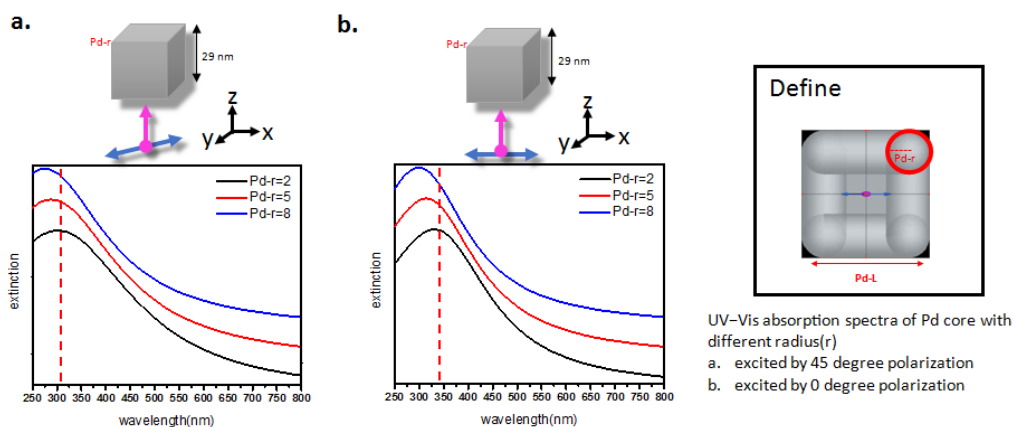 a.
Pd-r
29 nm
z
y
x
extinction
Pd-r=2
Pd-r=5
Pd-r=8
250 300 350 400 450 500 550 600 650 700 750 800
wavelength(nm)
b.
Pd-r
29 nm
z
y
x
extinction
Pd-r=2
Pd-r=5
Pd-r=8
250 300 350 400 450 500 550 600 650 700 750 800
wavelength(nm)
Define
Pd-r
Pd-L
UV–Vis absorption spectra of Pd core with
different radius(r)
a. excited by 45 degree polarization
b. excited by 0 degree polarization